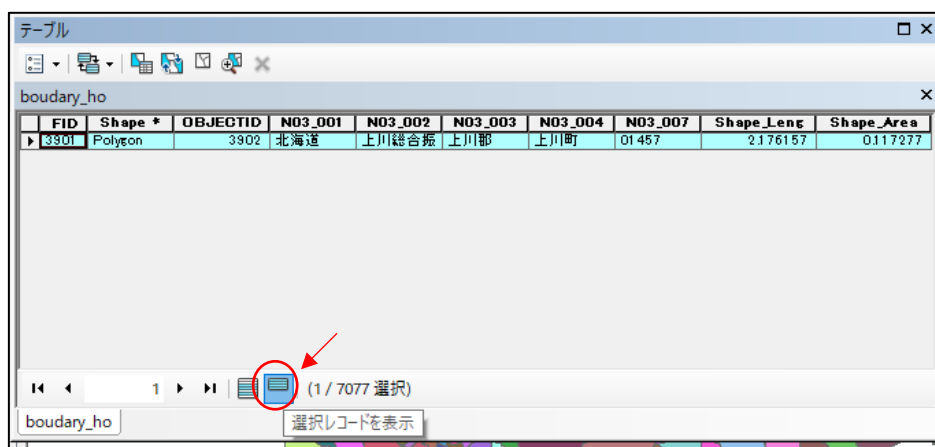 テーブル
boudary_ho
FID Shape * OBJECTID N03_001 N03_002 N03_003 N03_004 N03_007 Shape_Leng Shape_Area
3901 Polygon 3902 北海道 上川総合振 上川郡 上川町 01457 2.176157 0.117277
1 (1 / 7077 選択)
boudary_ho
選択レコードを表示